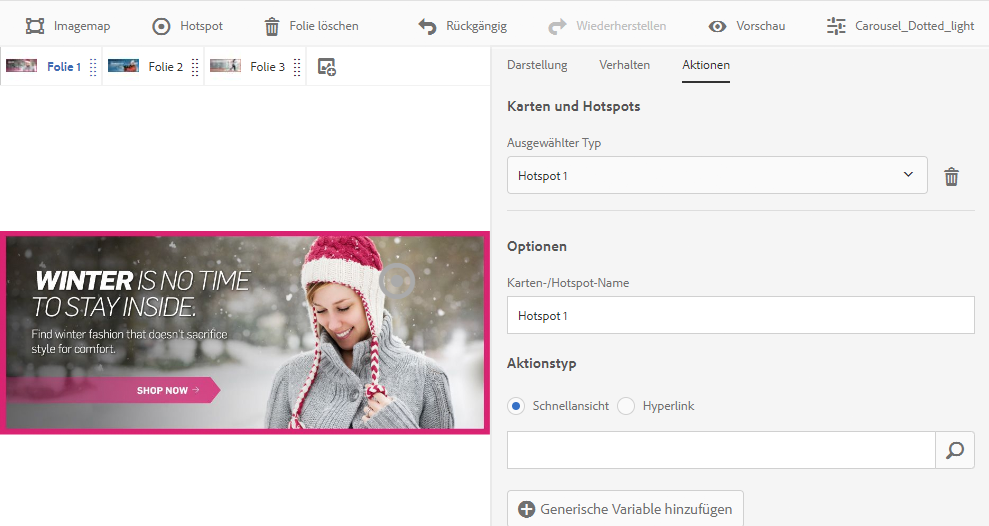 Imagemap Hotspot Folie löschen Rückgängig Wiederherstellen Vorschau Carousel_Dotted_light
Folie 1 Folie 2 Folie 3
Darstellung Verhalten Aktionen
Karten und Hotspots
Ausgewählter Typ
Hotspot 1
Optionen
Karten-/Hotspot-Name
Hotspot 1
Aktionstyp
Schnellansicht Hyperlink
Generische Variable hinzufügen
WINTER IS NO TIME
TO STAY INSIDE.
Find winter fashion that doesn't sacrifice
style for comfort.
SHOP NOW →